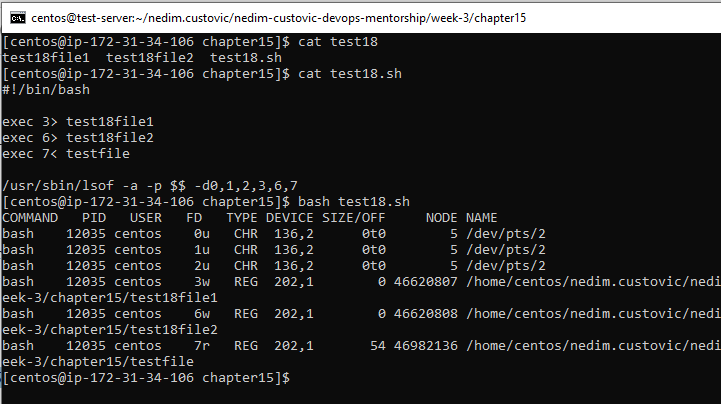 centos@test-server:~/nedim.custovic/nedim-custovic-devops-mentorship/week-3/chapter15
[centos@ip-172-31-34-106 chapter15]$ cat test18
test18file1  test18file2  test18.sh
[centos@ip-172-31-34-106 chapter15]$ cat test18.sh
#!/bin/bash
exec 3> test18file1
exec 6> test18file2
exec 7< testfile
/usr/sbin/lsof -a -p $$ -d0,1,2,3,6,7
[centos@ip-172-31-34-106 chapter15]$ bash test18.sh
COMMAND   PID   USER   FD   TYPE DEVICE SIZE/OFF     NODE NAME
bash    12035 centos    0u   CHR  136,2      0t0        5 /dev/pts/2
bash    12035 centos    1u   CHR  136,2      0t0        5 /dev/pts/2
bash    12035 centos    2u   CHR  136,2      0t0        5 /dev/pts/2
bash    12035 centos    3w   REG  202,1        0 46620807 /home/centos/nedim.custovic/nedi
eek-3/chapter15/test18file1
bash    12035 centos    6w   REG  202,1        0 46620808 /home/centos/nedim.custovic/nedi
eek-3/chapter15/test18file2
bash    12035 centos    7r   REG  202,1       54 46982136 /home/centos/nedim.custovic/nedi
eek-3/chapter15/testfile
[centos@ip-172-31-34-106 chapter15]$